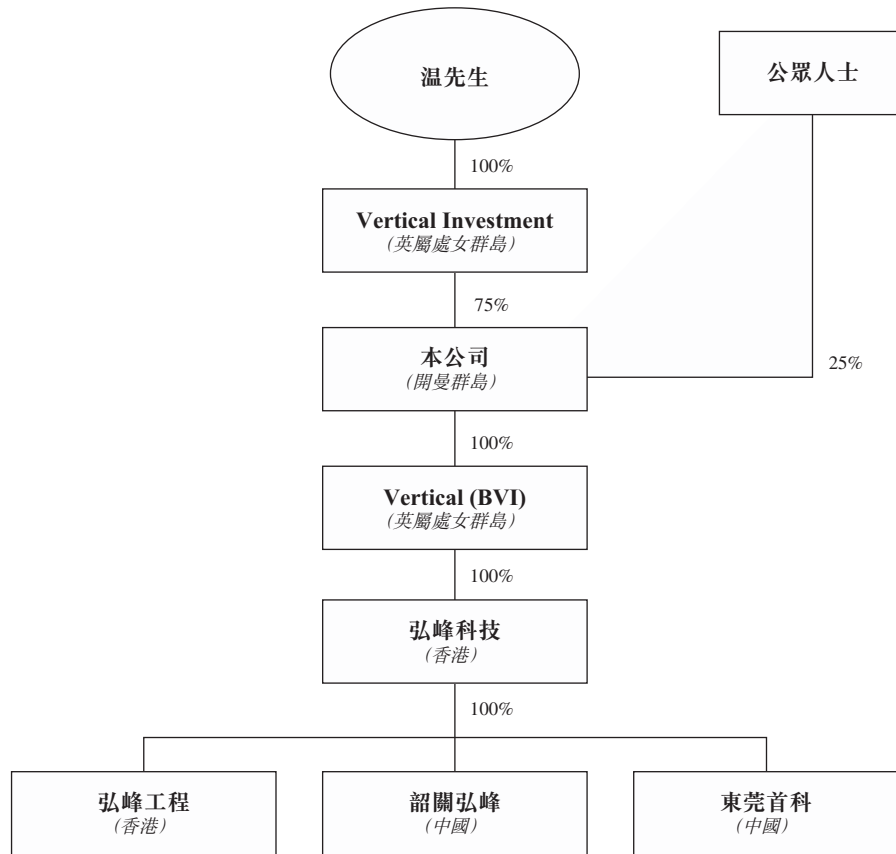 温先生
公眾人士
100%
Vertical Investment
（英屬處女群島）
75%
本公司
（開曼群島）
25%
100%
Vertical (BVI)
（英屬處女群島）
100%
弘峰科技
（香港）
100%
弘峰工程
（香港）
韶關弘峰
（中國）
東莞首科
（中國）